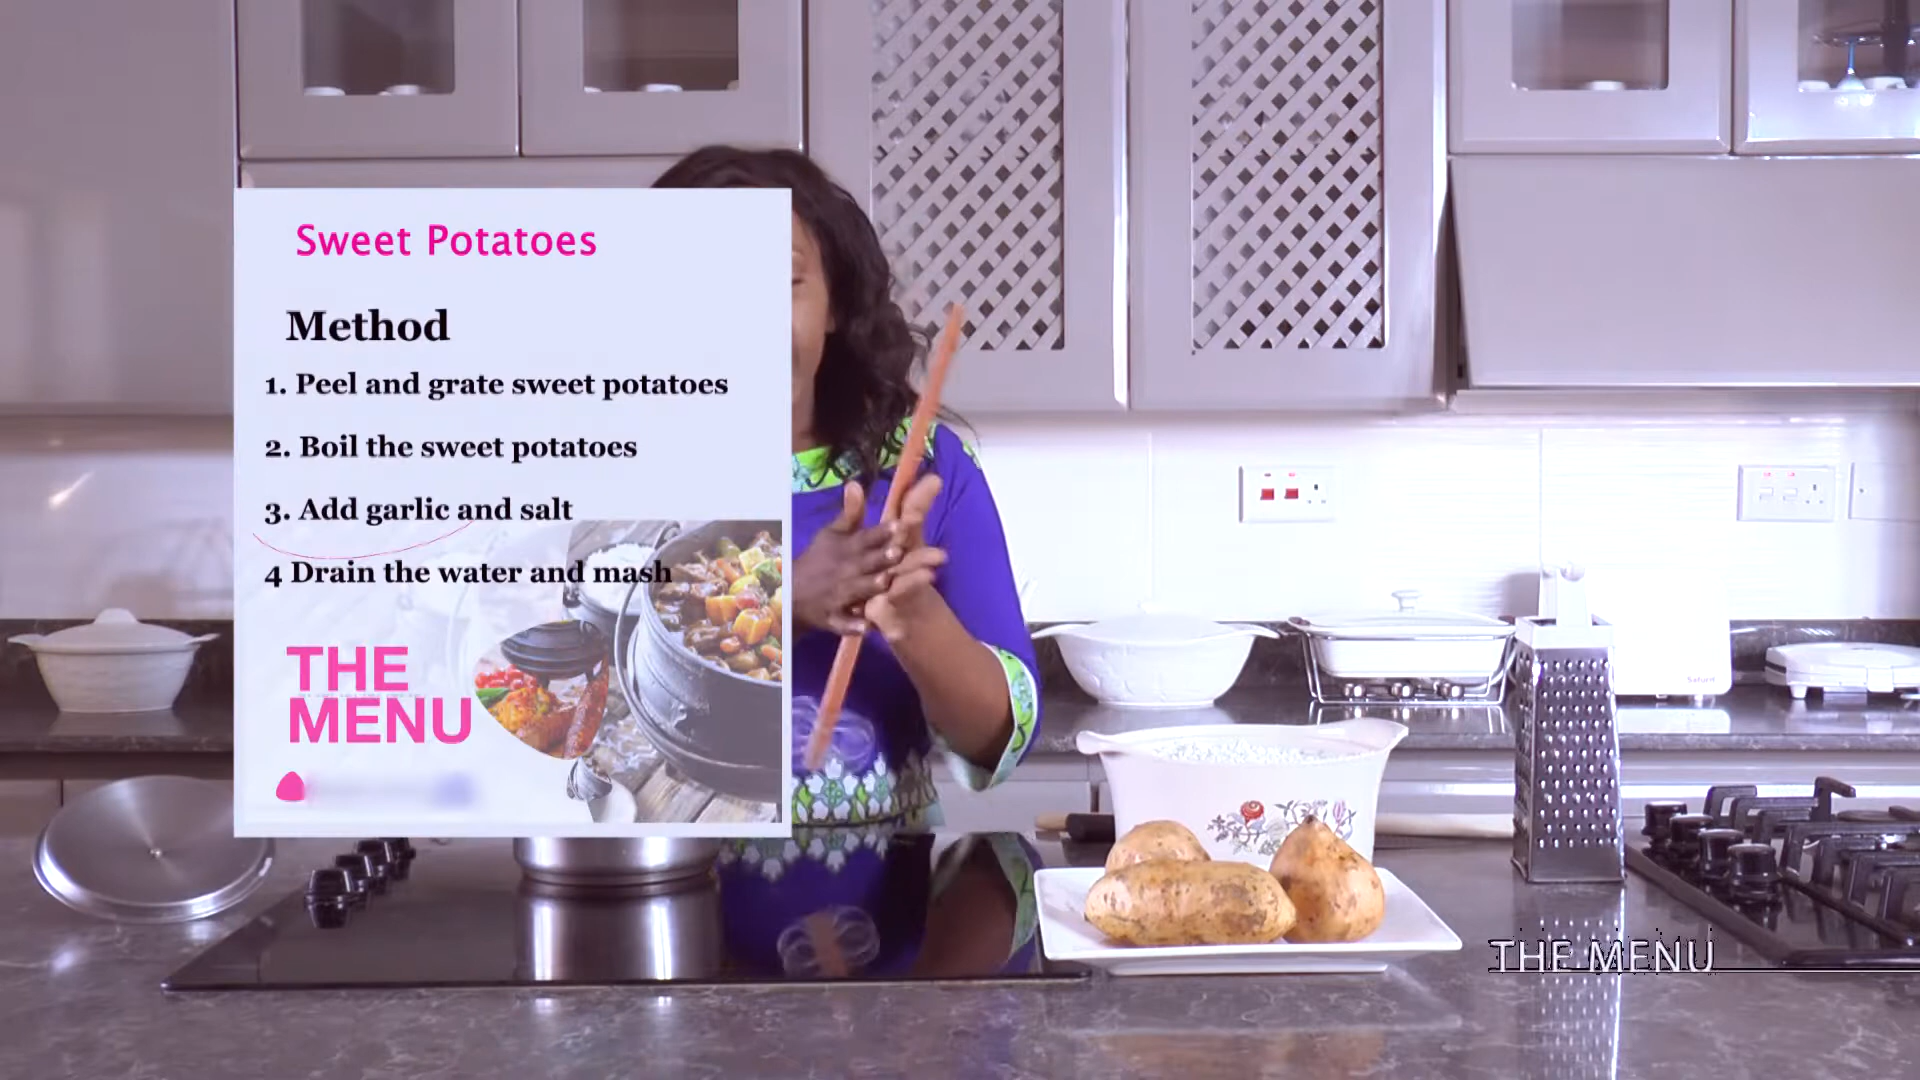 Sweet Potatoes
Method
1. Peel and grate sweet potatoes
2. Boil the sweet potatoes
3. Add garlic and salt
4 Drain the water and mash
THE
MENU
THE MENU